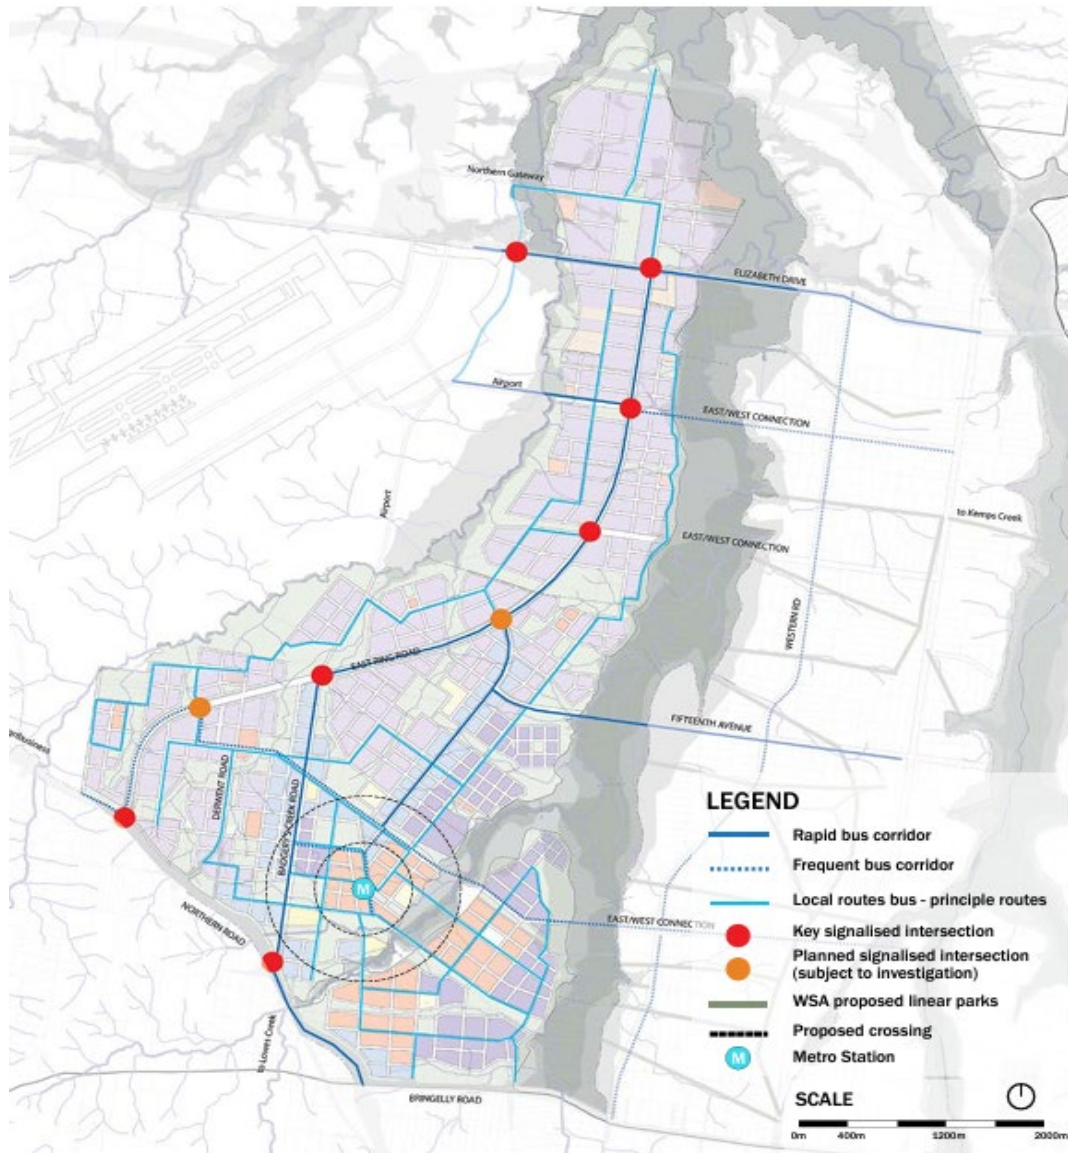 Northern Gateway
ELIZABETH DRIVE
Airport
EAST/WEST CONNECTION
Airport
to Kemps Creek
EAST/WEST CONNECTION
WESTERN RD
EAST RING ROAD
FIFTEENTH AVENUE
DERWENT ROAD
BADGERYS CREEK ROAD
M
NORTHERN ROAD
EAST/WEST CONNECTION
to Lowes Creek
BRINGELLY ROAD
LEGEND
Rapid bus corridor
Frequent bus corridor
Local routes bus - principle routes
Key signalised intersection
Planned signalised intersection
(subject to investigation)
WSA proposed linear parks
Proposed crossing
M
Metro Station
SCALE
0m 400m 1200m 2000m